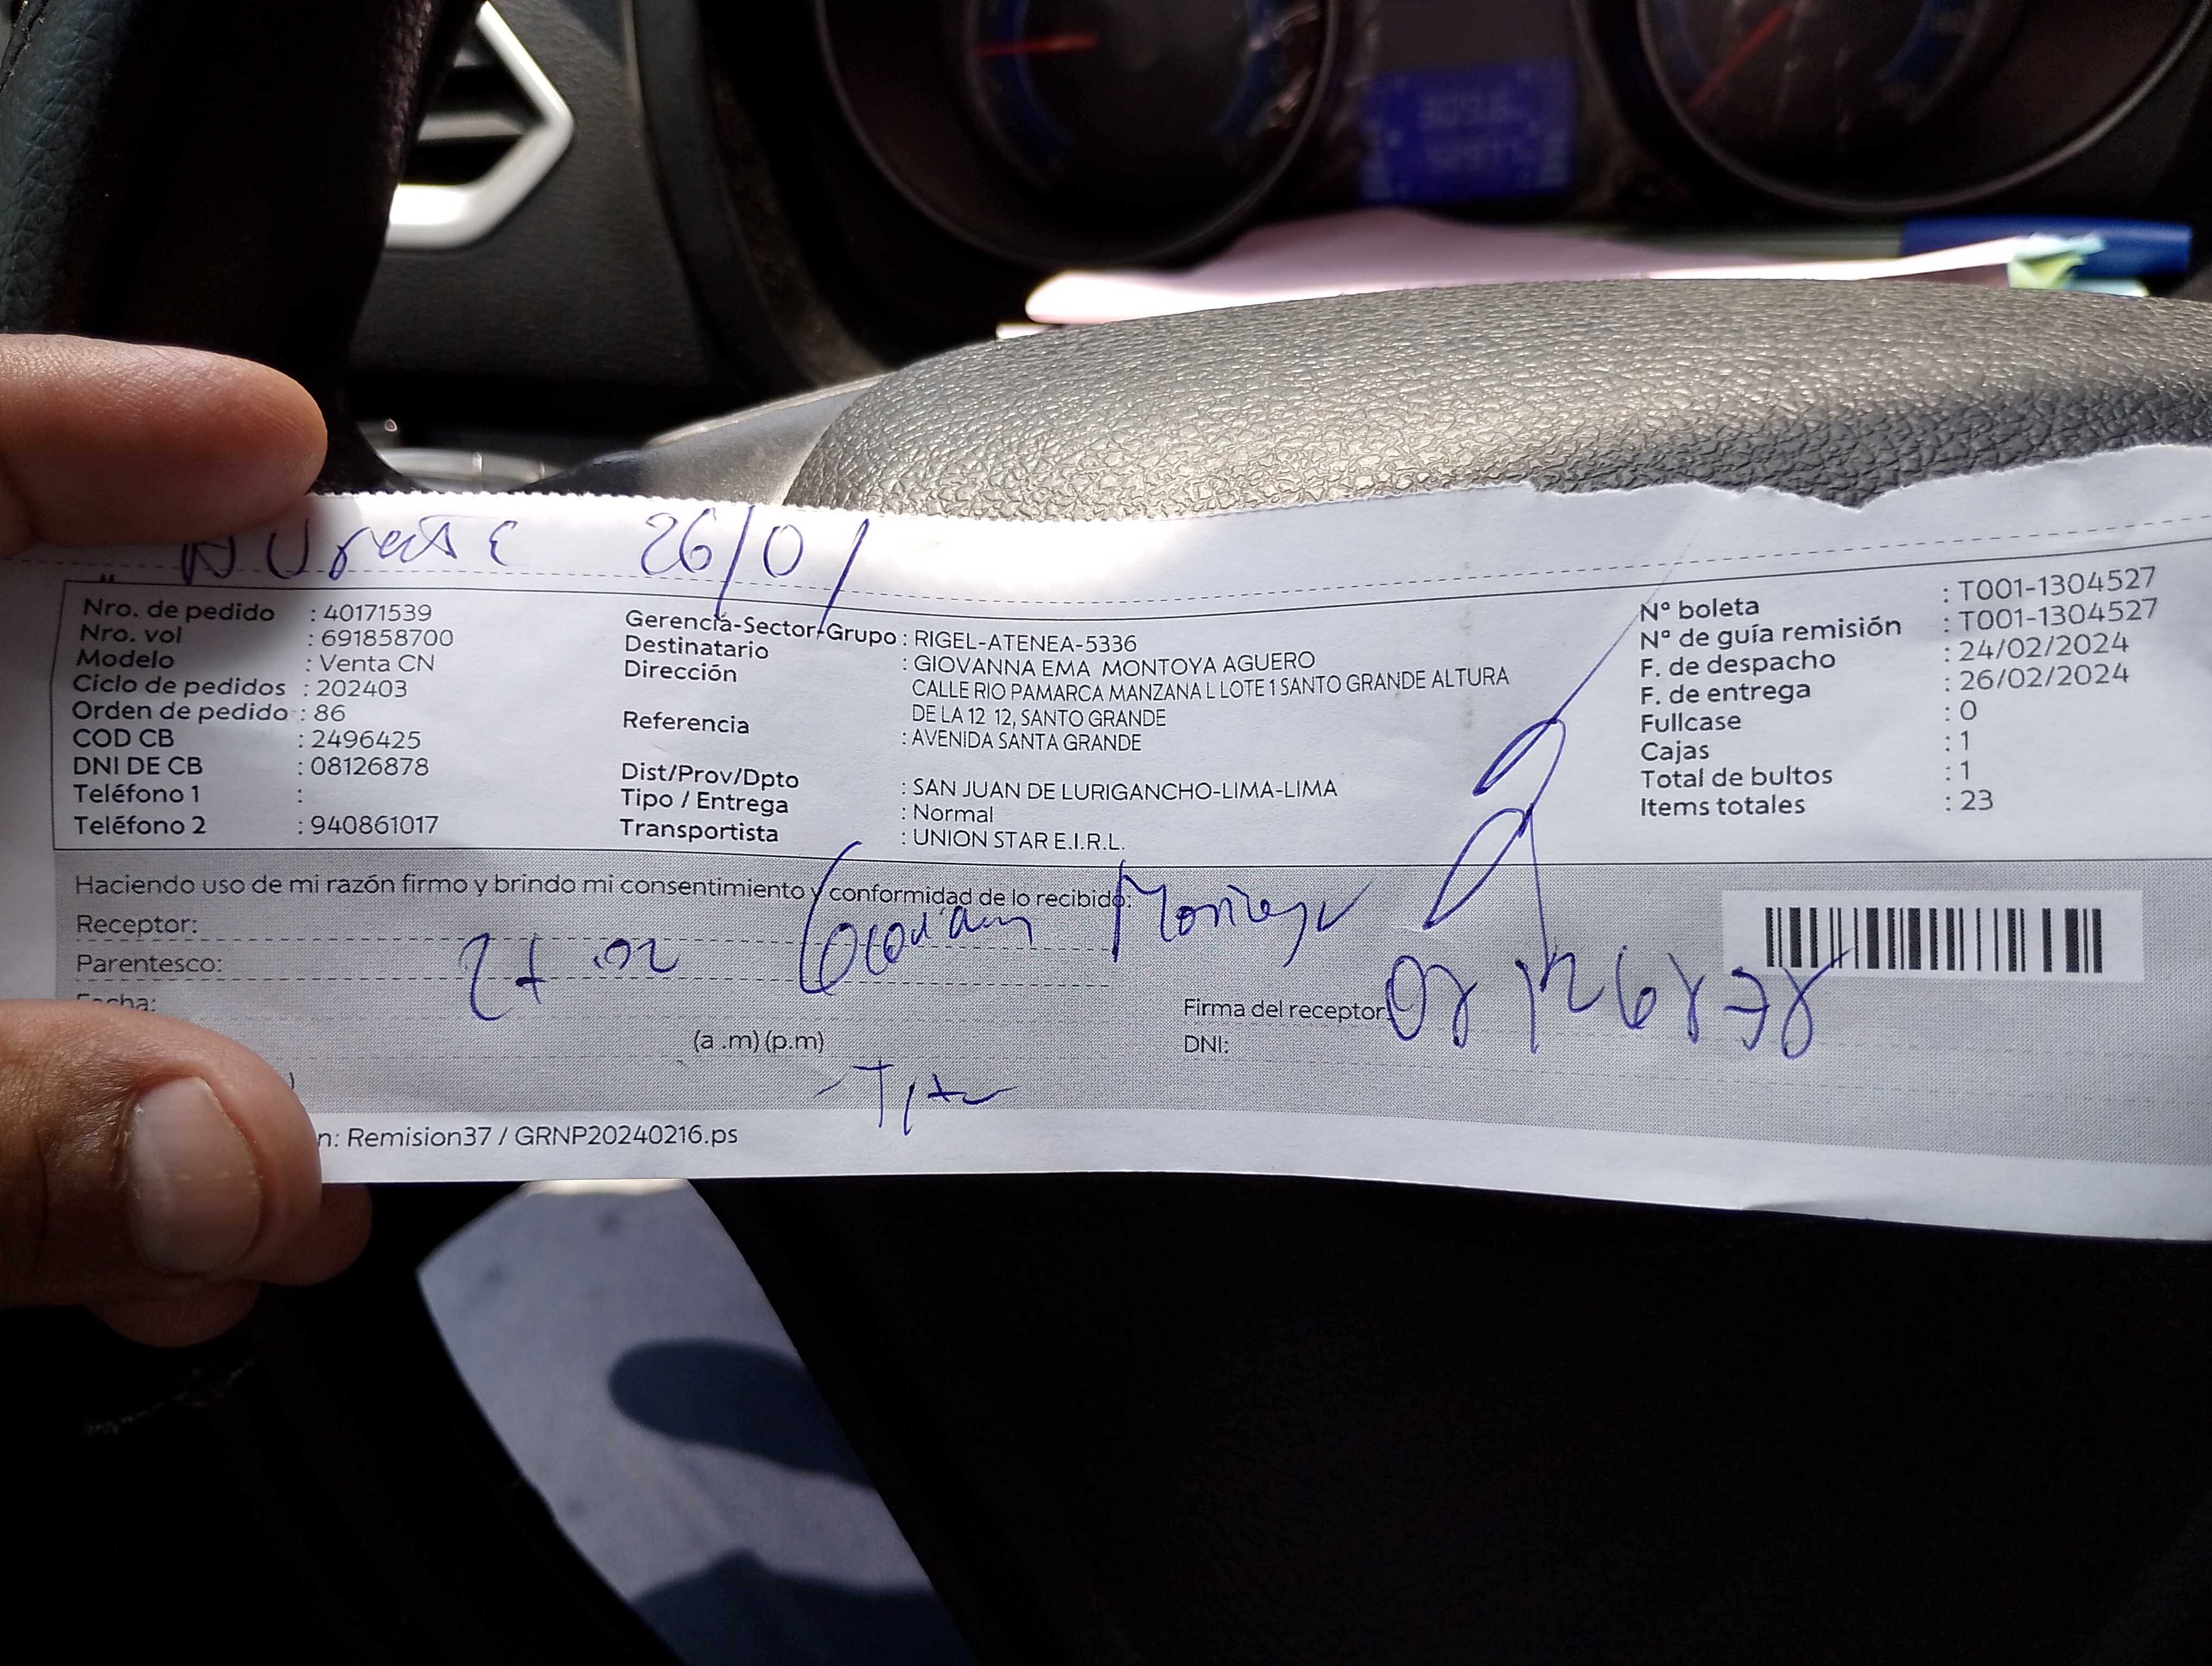 26/01
Nro. de pedido : 40171539
Nro. vol : 691858700
Modelo : Venta CN
Ciclo de pedidos : 202403
Orden de pedido : 86
COD CB : 2496425
DNI DE CB : 08126878
Teléfono 1 :
Teléfono 2 : 940861017
Gerencia-Sector-Grupo : RIGEL-ATENEA-5336
Destinatario : GIOVANNA EMA MONTOYA AGUERO
Dirección CALLE RIO PAMARCA MANZANA L LOTE 1 SANTO GRANDE ALTURA
DE LA 12 12, SANTO GRANDE
Referencia : AVENIDA SANTA GRANDE
Dist/Prov/Dpto : SAN JUAN DE LURIGANCHO-LIMA-LIMA
Tipo / Entrega : Normal
Transportista : UNION STAR E.I.R.L.
N° boleta : T001-1304527
N° de guía remisión : T001-1304527
F. de despacho : 24/02/2024
F. de entrega : 26/02/2024
Fullcase : 0
Cajas : 1
Total de bultos : 1
Items totales : 23
Haciendo uso de mi razón firmo y brindo mi consentimiento y conformidad de lo recibido:
Receptor:
Parentesco:
Fecha:
(a .m) (p.m)
Firma del receptor: 08126878
DNI:
n: Remision37 / GRNP20240216.ps